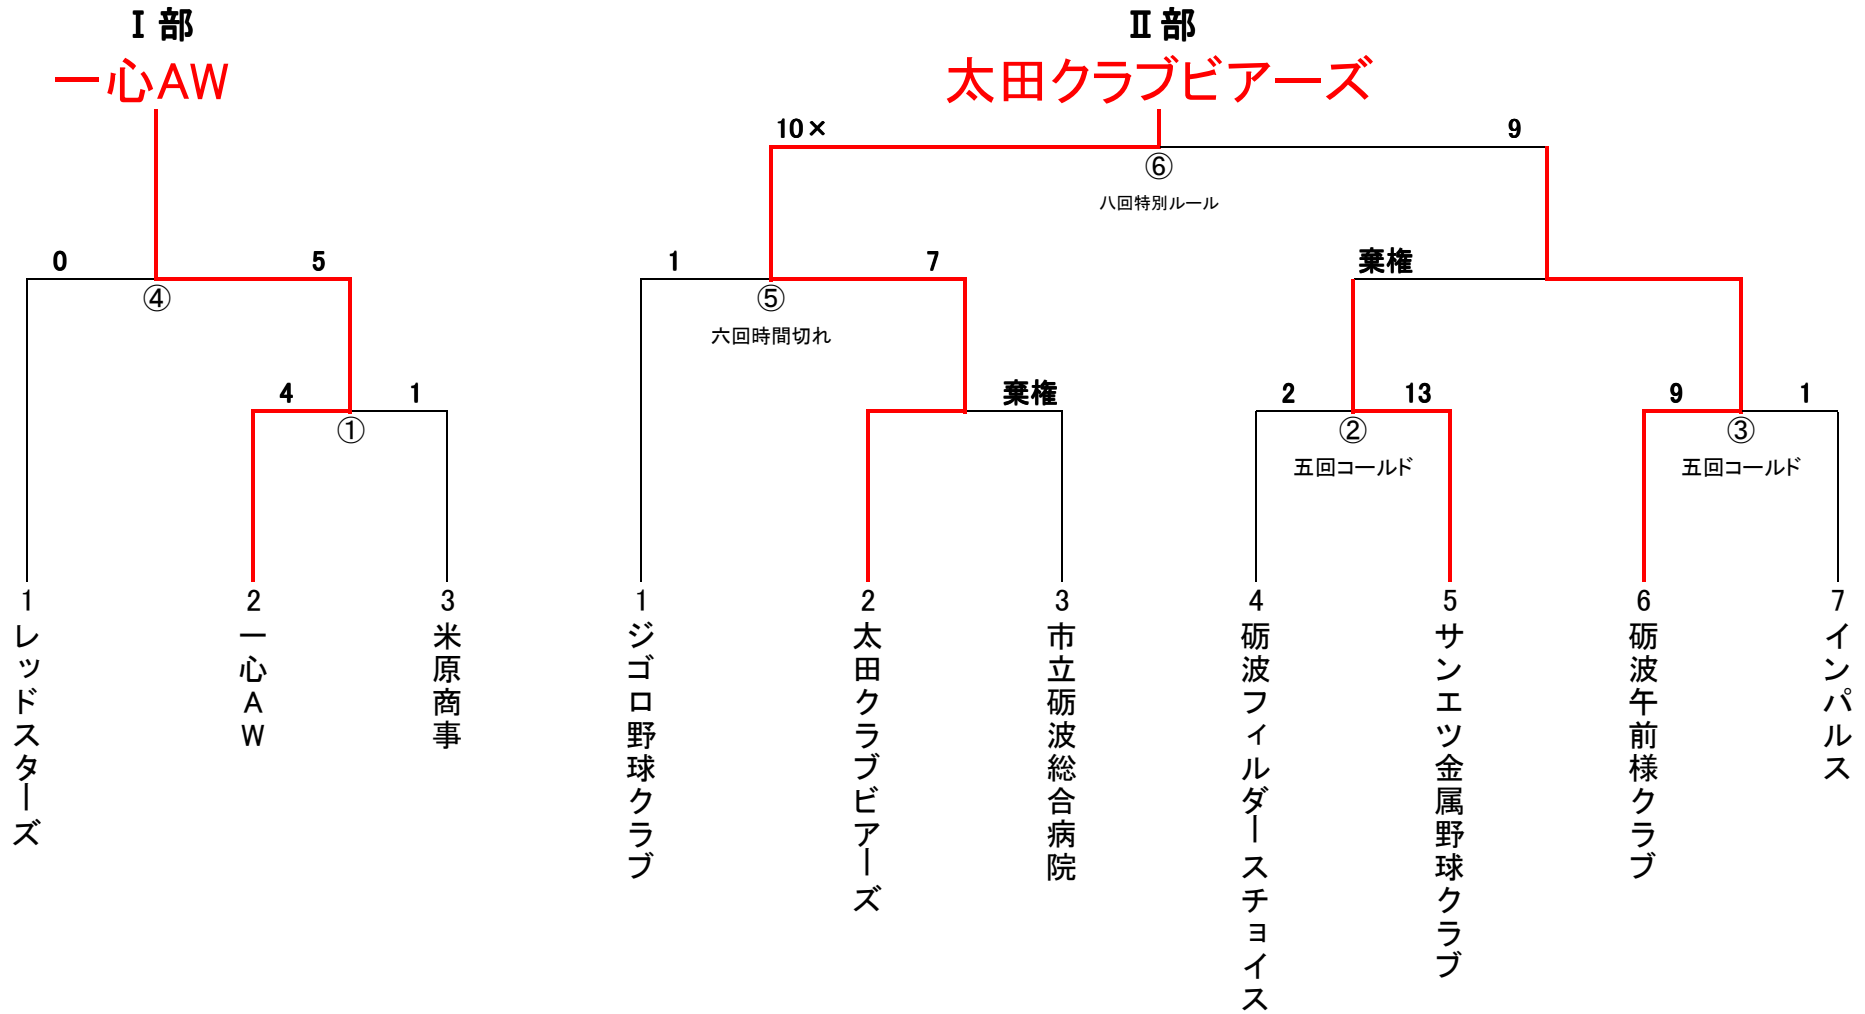 Ⅰ部
Ⅱ部
一心AW
太田クラブビアーズ
10×
9
⑥
八回特別ルール
0
5
1
7
棄権
④
⑤
六回時間切れ
4
1
棄権
2
13
9
1
①
②
③
五回コールド
五回コールド
1
2
3
1
2
3
4
5
6
7
レッドスターズ
一心AW
米原商事
ジゴロ野球クラブ
太田クラブビアーズ
市立砺波総合病院
砺波フィルダースチョイス
サンエツ金属野球クラブ
砺波午前様クラブ
インパルス